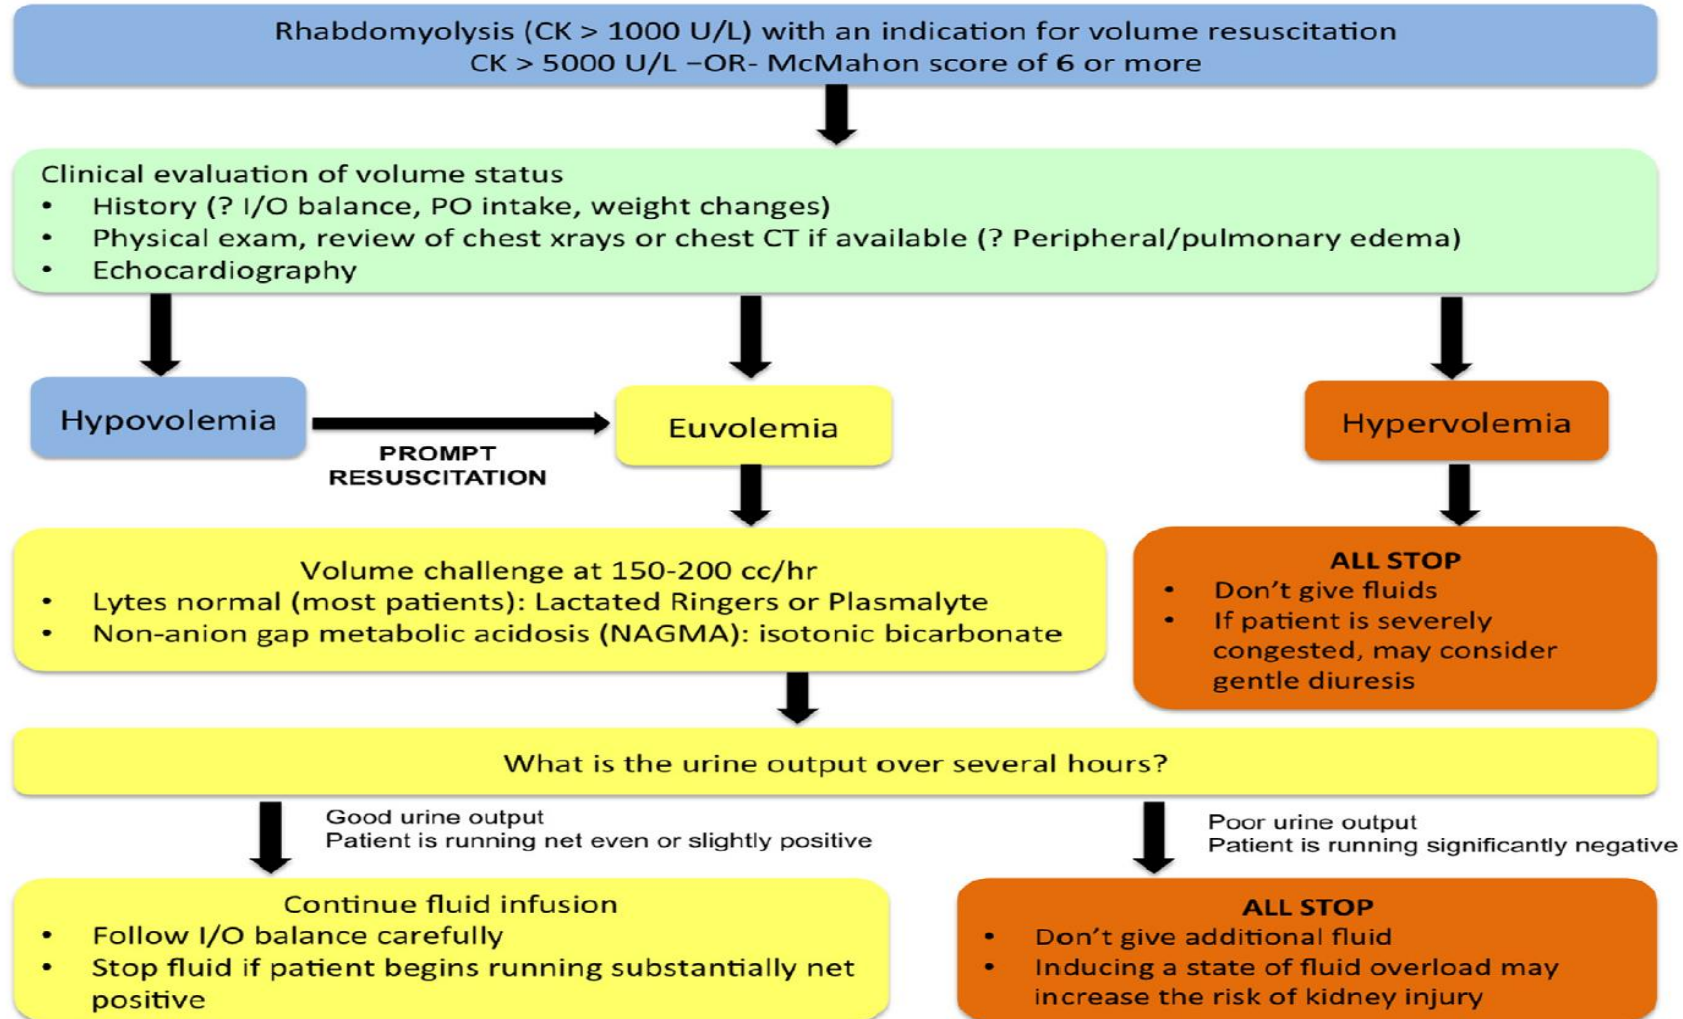 Rhabdomyolysis (CK > 1000 U/L) with an indication for volume resuscitation
CK > 5000 U/L –OR- McMahon score of 6 or more
Clinical evaluation of volume status
• History (? I/O balance, PO intake, weight changes)
• Physical exam, review of chest xrays or chest CT if available (? Peripheral/pulmonary edema)
• Echocardiography
Hypovolemia
PROMPT
RESUSCITATION
Euvolemia
Hypervolemia
Volume challenge at 150-200 cc/hr
• Lytes normal (most patients): Lactated Ringers or Plasmalyte
• Non-anion gap metabolic acidosis (NAGMA): isotonic bicarbonate
ALL STOP
• Don't give fluids
• If patient is severely
congested, may consider
gentle diuresis
What is the urine output over several hours?
Good urine output
Patient is running net even or slightly positive
Poor urine output
Patient is running significantly negative
Continue fluid infusion
• Follow I/O balance carefully
• Stop fluid if patient begins running substantially net
positive
ALL STOP
• Don't give additional fluid
• Inducing a state of fluid overload may
increase the risk of kidney injury